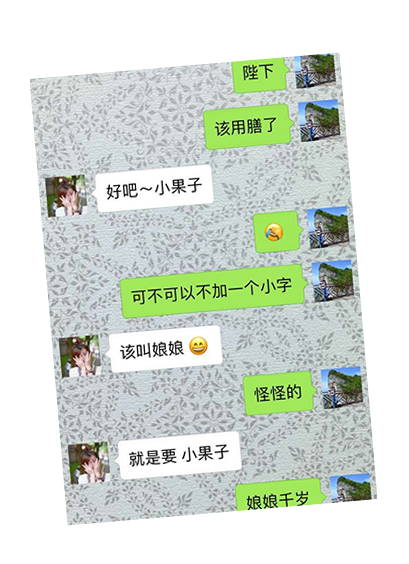 陛下
该用膳了
好吧～小果子
可不可以不加一个小字
该叫娘娘😄
怪怪的
就是要 小果子
娘娘千岁